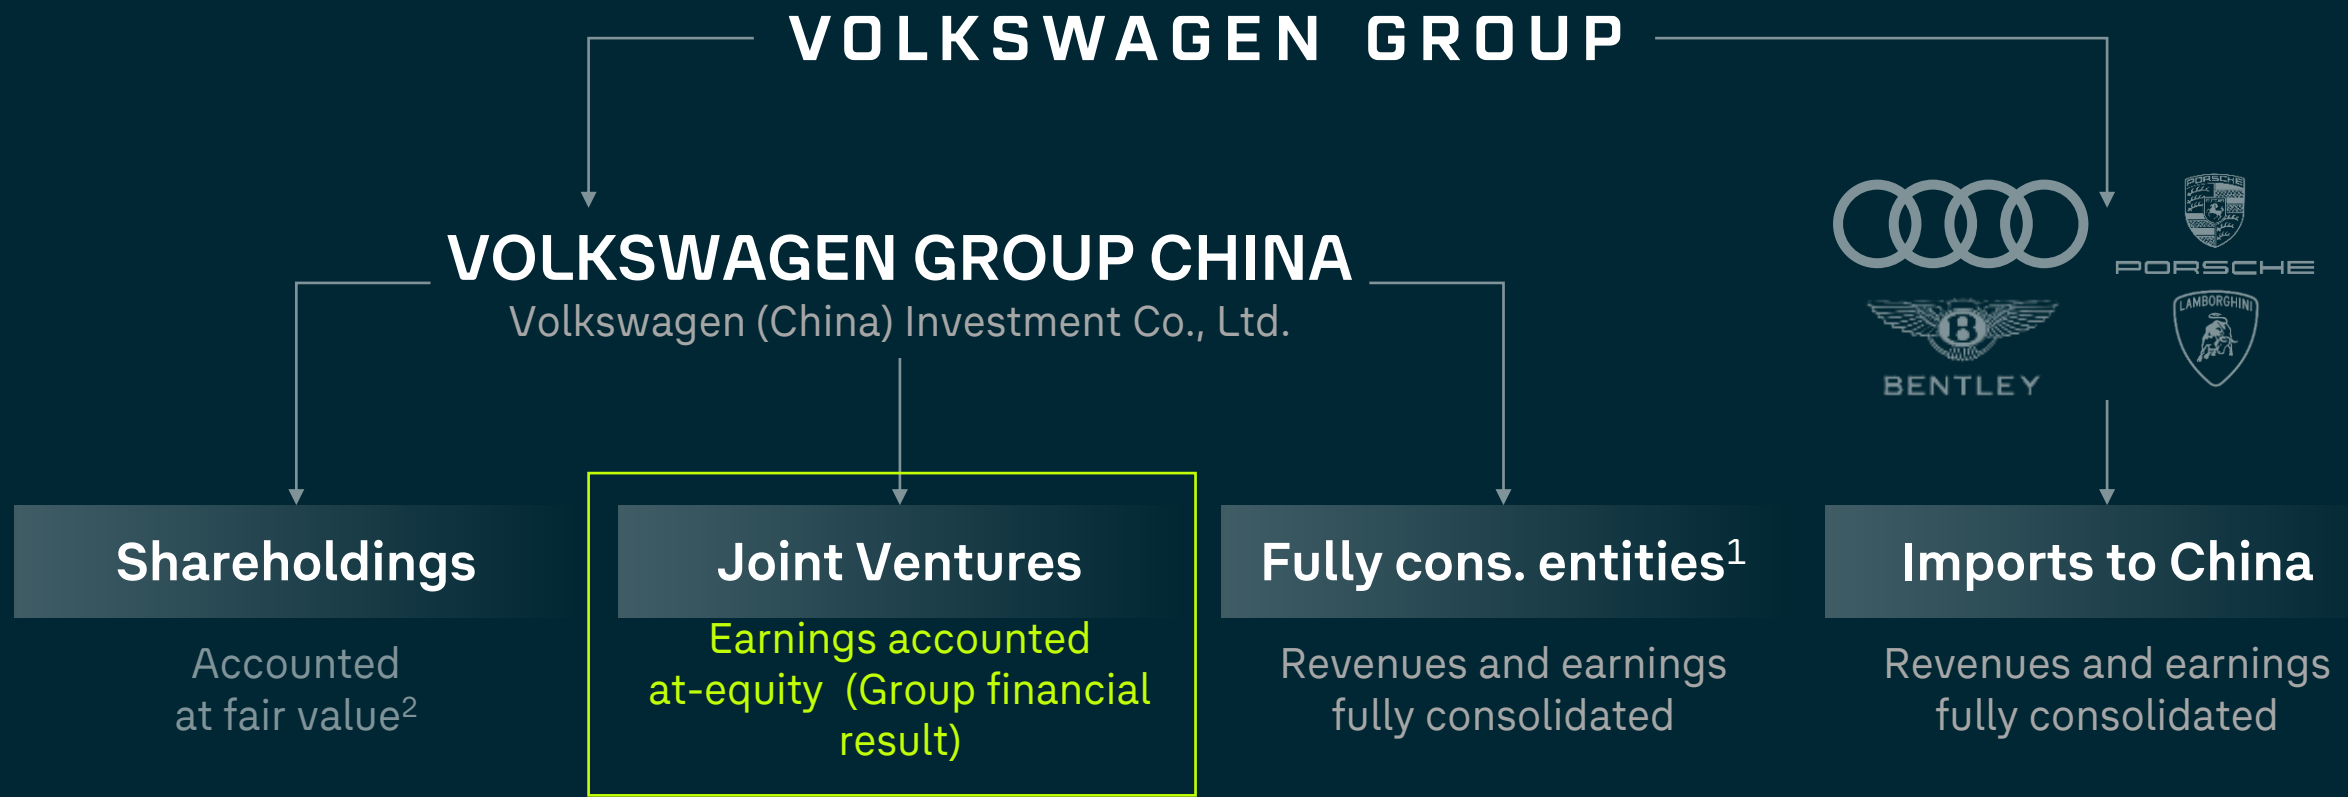 VOLKSWAGEN GROUP
VOLKSWAGEN GROUP CHINA
Volkswagen (China) Investment Co., Ltd.
PORSCHE
PORSCHE
LAMBORGHINI
B
BENTLEY
Shareholdings
Accounted
at fair value²
Joint Ventures
Earnings accounted
at-equity (Group financial
result)
Fully cons. entities¹
Revenues and earnings
fully consolidated
Imports to China
Revenues and earnings
fully consolidated